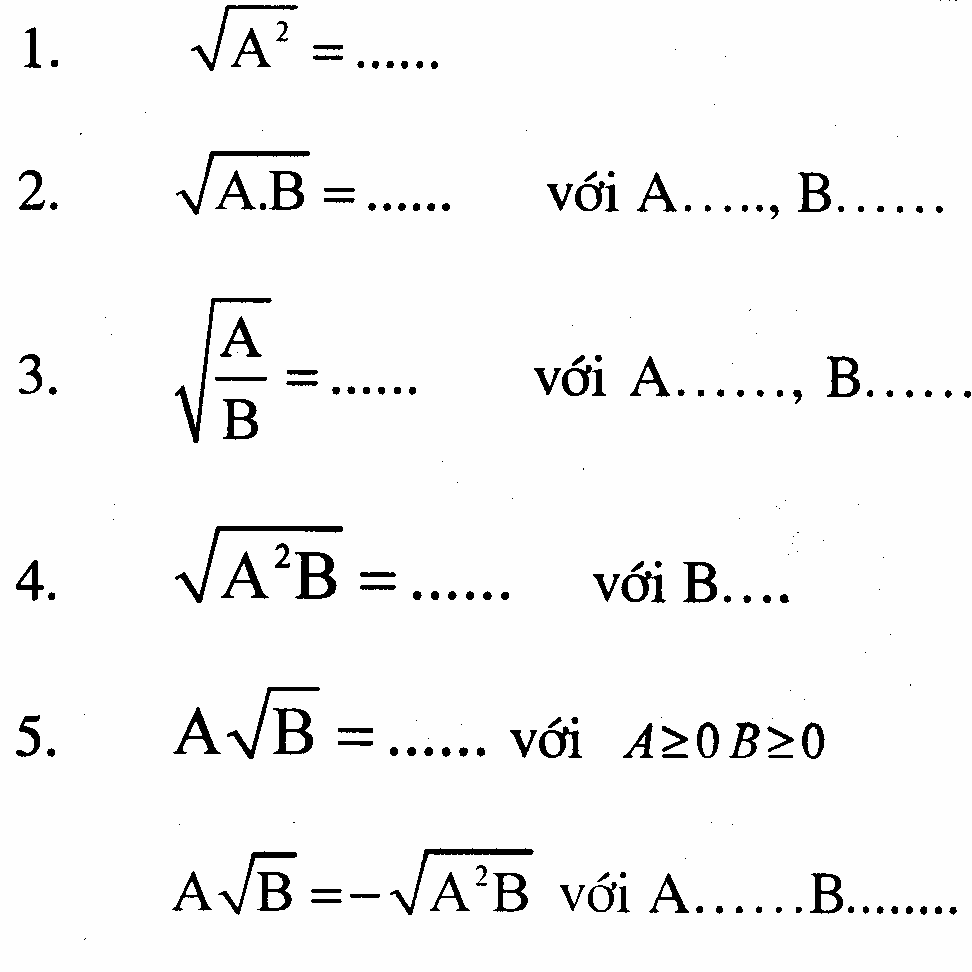 1. √A² = ......
2. √A.B = ...... với A....., B......
3. √A/B = ...... với A......, B......
4. √A²B = ...... với B....
5. A√B = ...... với A≥0 B≥0
A√B = −√A²B với A......B........